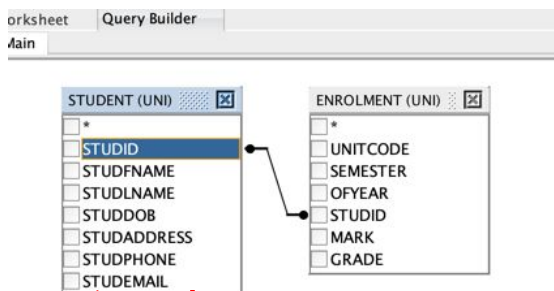 orksheet Query Builder
Main
STUDENT (UNI)
*
STUDID
STUDFNAME
STUDLNAME
STUDDOB
STUDADDRESS
STUDPHONE
STUDEMAIL
ENROLMENT (UNI)
*
UNITCODE
SEMESTER
OFYEAR
STUDID
MARK
GRADE